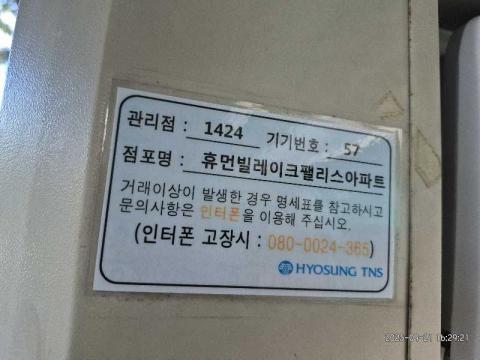 관리점 : 1424 기기번호 : 57
점포명 : 휴먼빌레이크팰리스아파트
거래이상이 발생한 경우 명세표를 참고하시고
문의사항은 인터폰을 이용해 주십시오.
(인터폰 고장시 : 080-0024-365)
HYOSUNG TNS